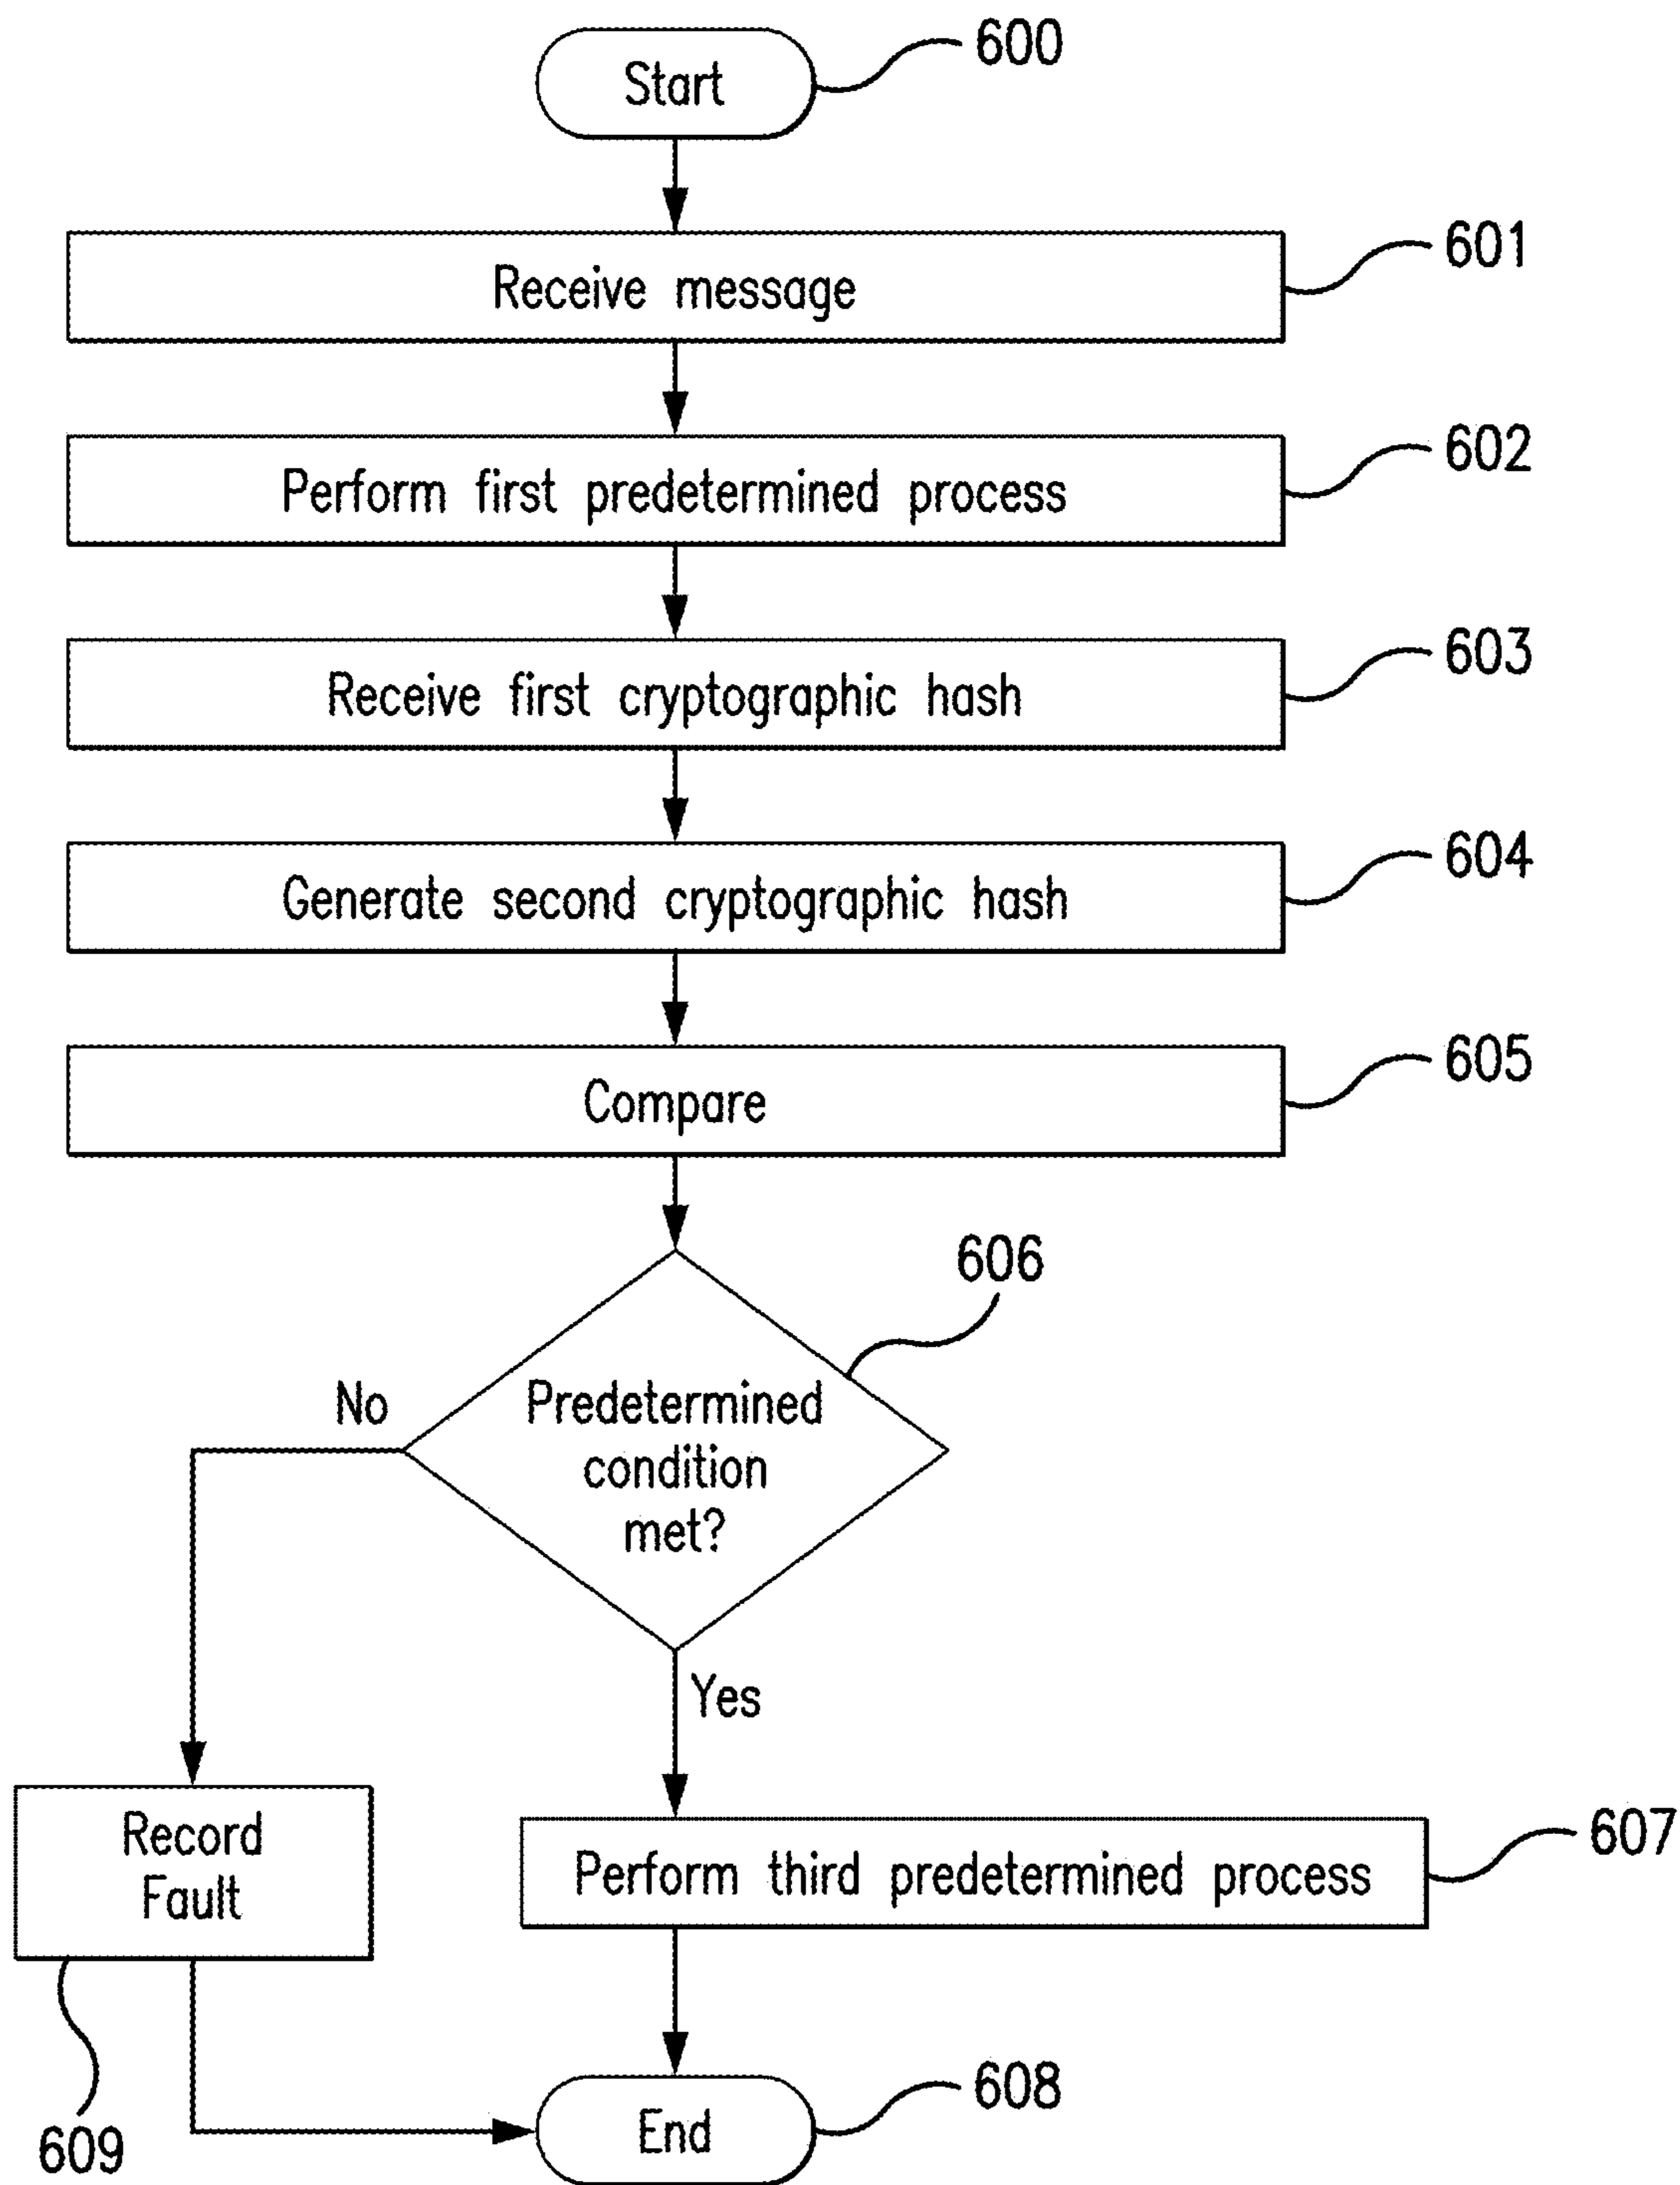 Start
600
Receive message
601
Perform first predetermined process
602
Receive first cryptographic hash
603
Generate second cryptographic hash
604
Compare
605
606
Predetermined
condition
met?
No
Yes
Record
Fault
Perform third predetermined process
607
609
End
608